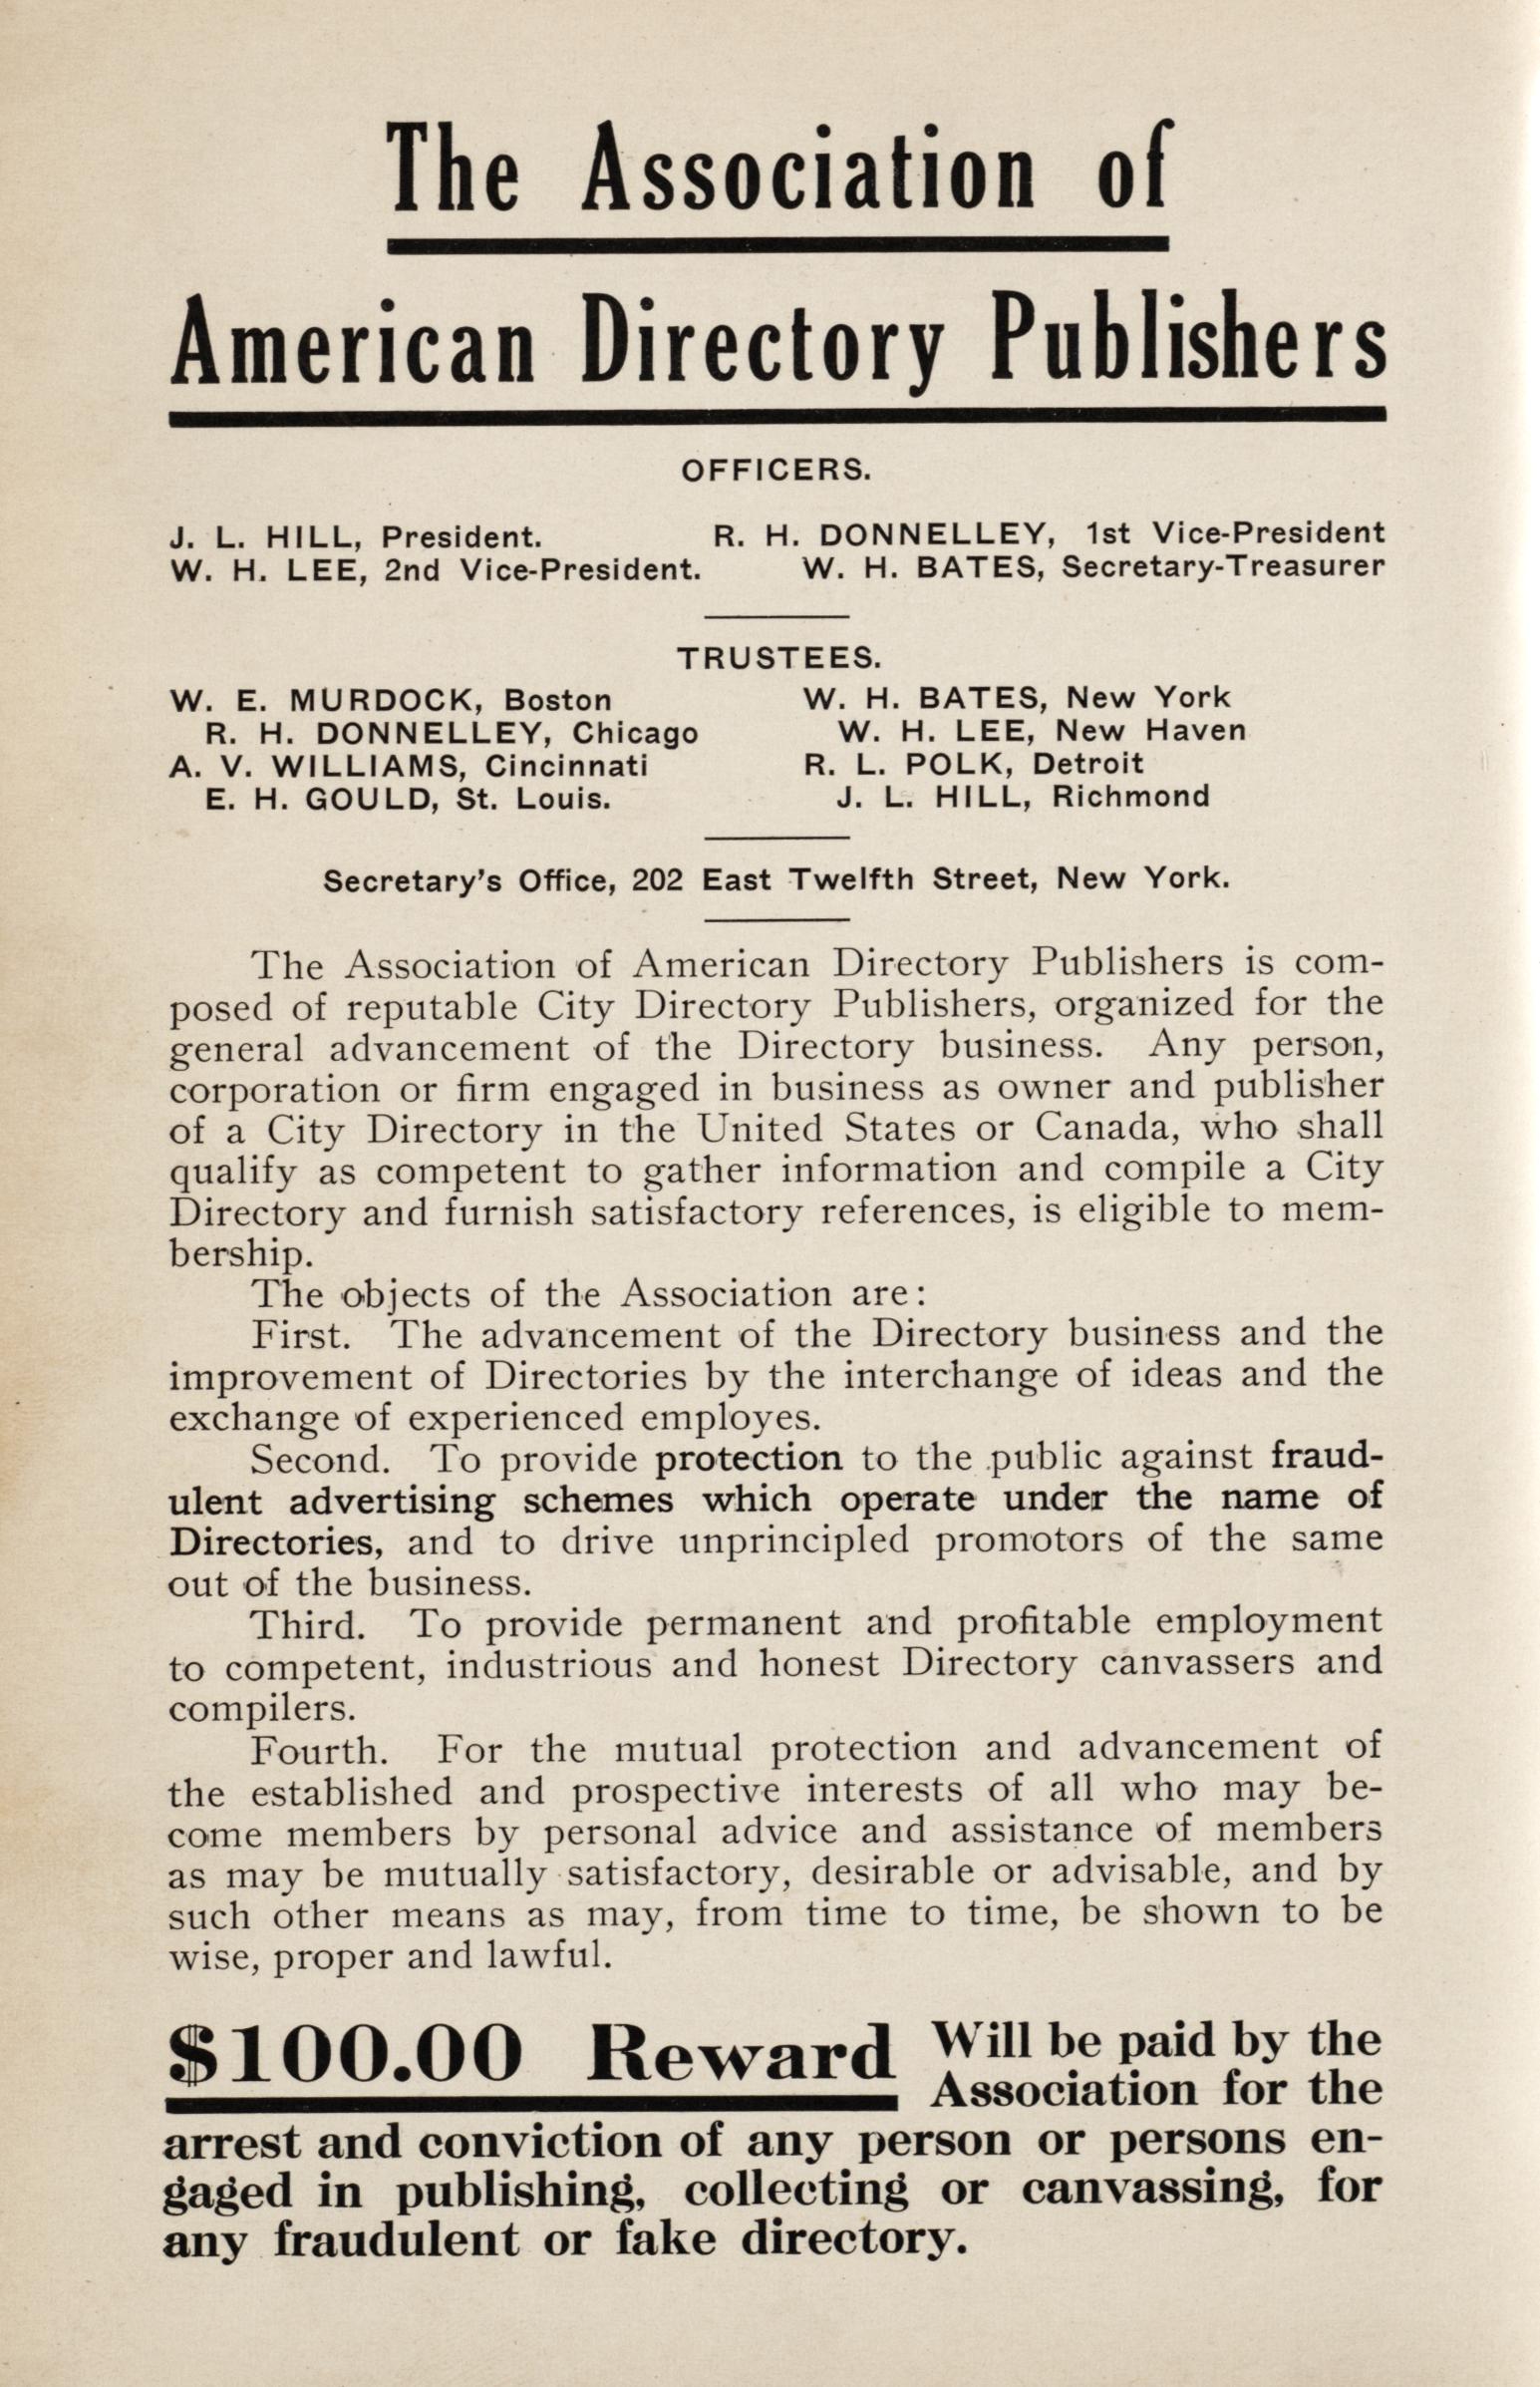 The Association of
American Directory Publishers
OFFICERS.
J. L. HILL, President. R. H. DONNELLEY, 1st Vice-President
W. H. LEE, 2nd Vice-President. W. H. BATES, Secretary-Treasurer
TRUSTEES.
W. E. MURDOCK, Boston W. H. BATES, New York
R. H. DONNELLEY, Chicago W. H. LEE, New Haven
A. V. WILLIAMS, Cincinnati R. L. POLK, Detroit
E. H. GOULD, St. Louis. J. L. HILL, Richmond
Secretary's Office, 202 East Twelfth Street, New York.
The Association of American Directory Publishers is com-
posed of reputable City Directory Publishers, organized for the
general advancement of the Directory business. Any person,
corporation or firm engaged in business as owner and publisher
of a City Directory in the United States or Canada, who shall
qualify as competent to gather information and compile a City
Directory and furnish satisfactory references, is eligible to mem-
bership.
The objects of the Association are:
First. The advancement of the Directory business and the
improvement of Directories by the interchange of ideas and the
exchange of experienced employes.
Second. To provide protection to the public against fraud-
ulent advertising schemes which operate under the name of
Directories, and to drive unprincipled promotors of the same
out of the business.
Third. To provide permanent and profitable employment
to competent, industrious and honest Directory canvassers and
compilers.
Fourth. For the mutual protection and advancement of
the established and prospective interests of all who may be-
come members by personal advice and assistance of members
as may be mutually satisfactory, desirable or advisable, and by
such other means as may, from time to time, be shown to be
wise, proper and lawful.
$100.00 Reward Will be paid by the
Association for the
arrest and conviction of any person or persons en-
gaged in publishing, collecting or canvassing, for
any fraudulent or fake directory.